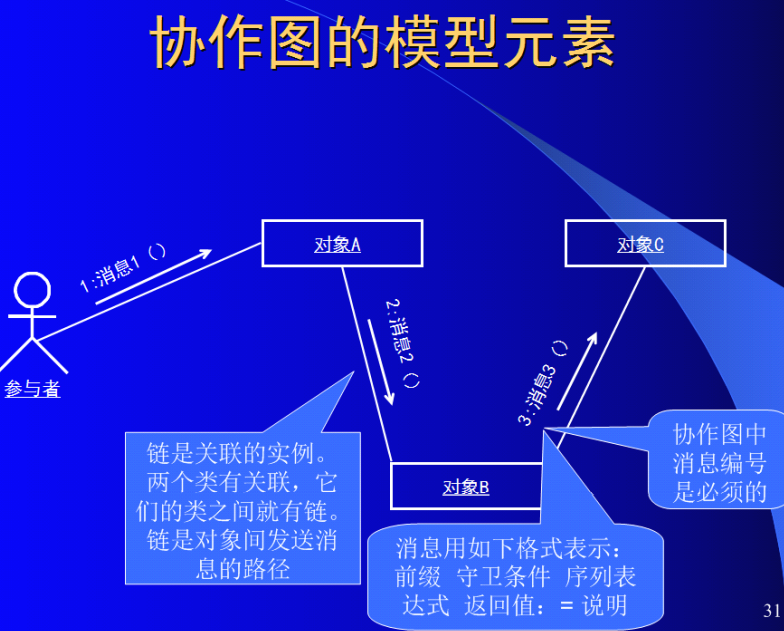 协作图的模型元素
1:消息1（）
对象A
对象C
2:消息2（）
3:消息3（）
参与者
链是关联的实例。
两个类有关联，它
们的类之间就有链。
链是对象间发送消
息的路径
对象B
协作图中
消息编号
是必须的
消息用如下格式表示：
前缀 守卫条件 序列表
达式 返回值：= 说明
31